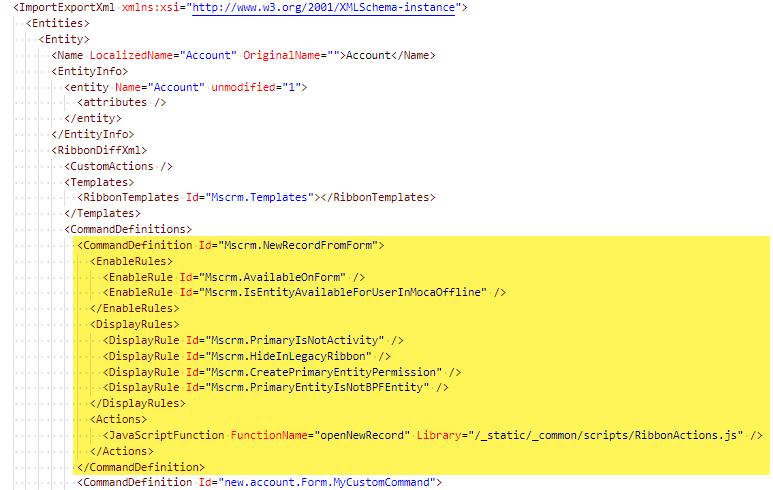 <ImportExportXml xmlns:xsi="http://www.w3.org/2001/XMLSchema-instance">
<Entities>
<Entity>
<Name LocalizedName="Account" OriginalName="">Account</Name>
<EntityInfo>
<entity Name="Account" unmodified="1">
<attributes />
</entity>
</EntityInfo>
<RibbonDiffXml>
<CustomActions />
<Templates>
<RibbonTemplates Id="Mscrm.Templates"></RibbonTemplates>
</Templates>
<CommandDefinitions>
<CommandDefinition Id="Mscrm.NewRecordFromForm">
<EnableRules>
<EnableRule Id="Mscrm.AvailableOnForm" />
<EnableRule Id="Mscrm.IsEntityAvailableForUserInMocaOffline" />
</EnableRules>
<DisplayRules>
<DisplayRule Id="Mscrm.PrimaryIsNotActivity" />
<DisplayRule Id="Mscrm.HideInLegacyRibbon" />
<DisplayRule Id="Mscrm.CreatePrimaryEntityPermission" />
<DisplayRule Id="Mscrm.PrimaryEntityIsNotBPFEntity" />
</DisplayRules>
<Actions>
<JavaScriptFunction FunctionName="openNewRecord" Library="/_static/_common/scripts/RibbonActions.js" />
</Actions>
</CommandDefinition>
<CommandDefinition Id="new.account.Form.MyCustomCommand">